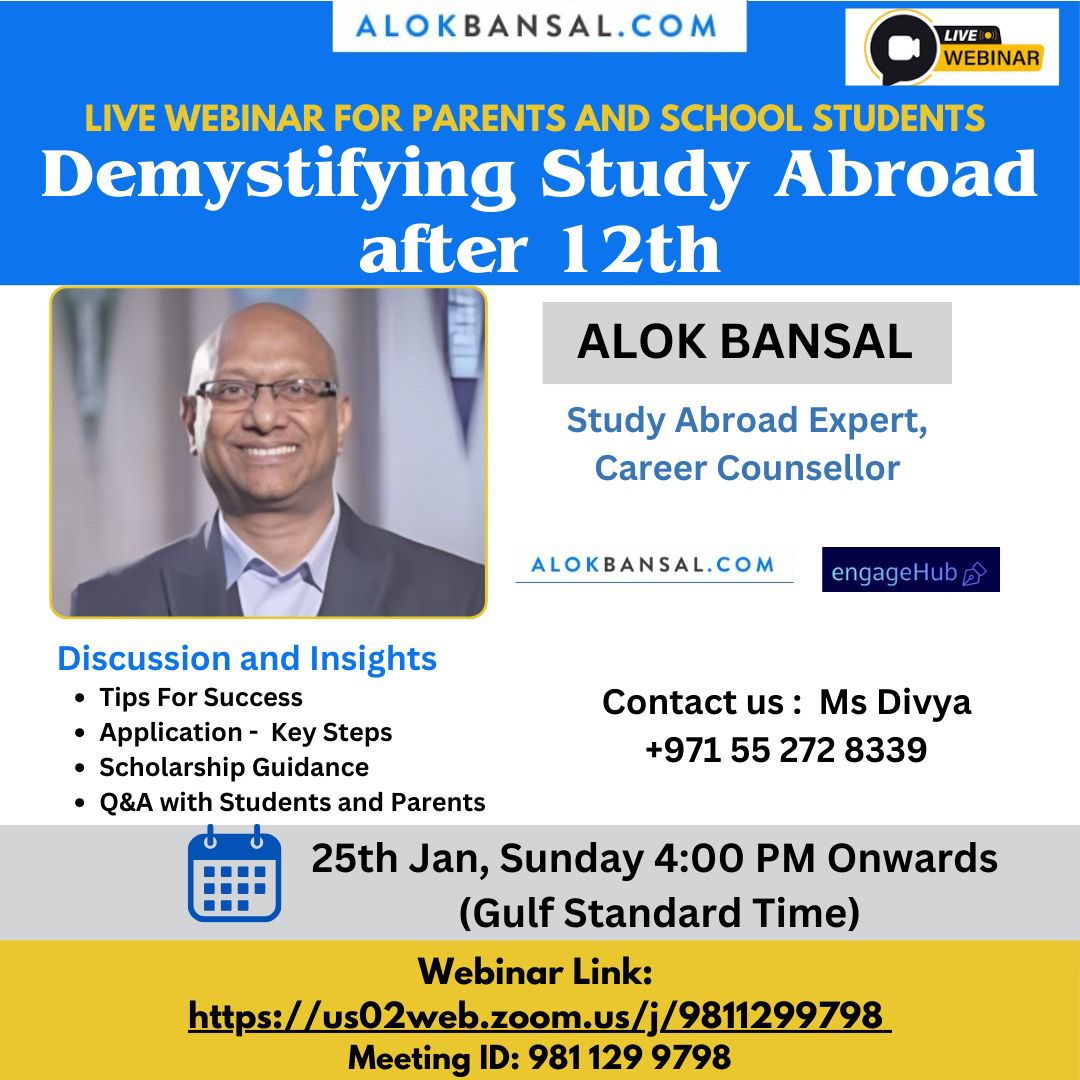 ALOKBANSAL.COM
LIVE
WEBINAR
LIVE WEBINAR FOR PARENTS AND SCHOOL STUDENTS
Demystifying Study Abroad
after 12th
ALOK BANSAL
Study Abroad Expert,
Career Counsellor
ALOKBANSAL.COM
engageHub
Discussion and Insights
• Tips For Success
• Application - Key Steps
• Scholarship Guidance
• Q&A with Students and Parents
Contact us : Ms Divya
+971 55 272 8339
25th Jan, Sunday 4:00 PM Onwards
(Gulf Standard Time)
Webinar Link:
https://us02web.zoom.us/j/9811299798
Meeting ID: 981 129 9798